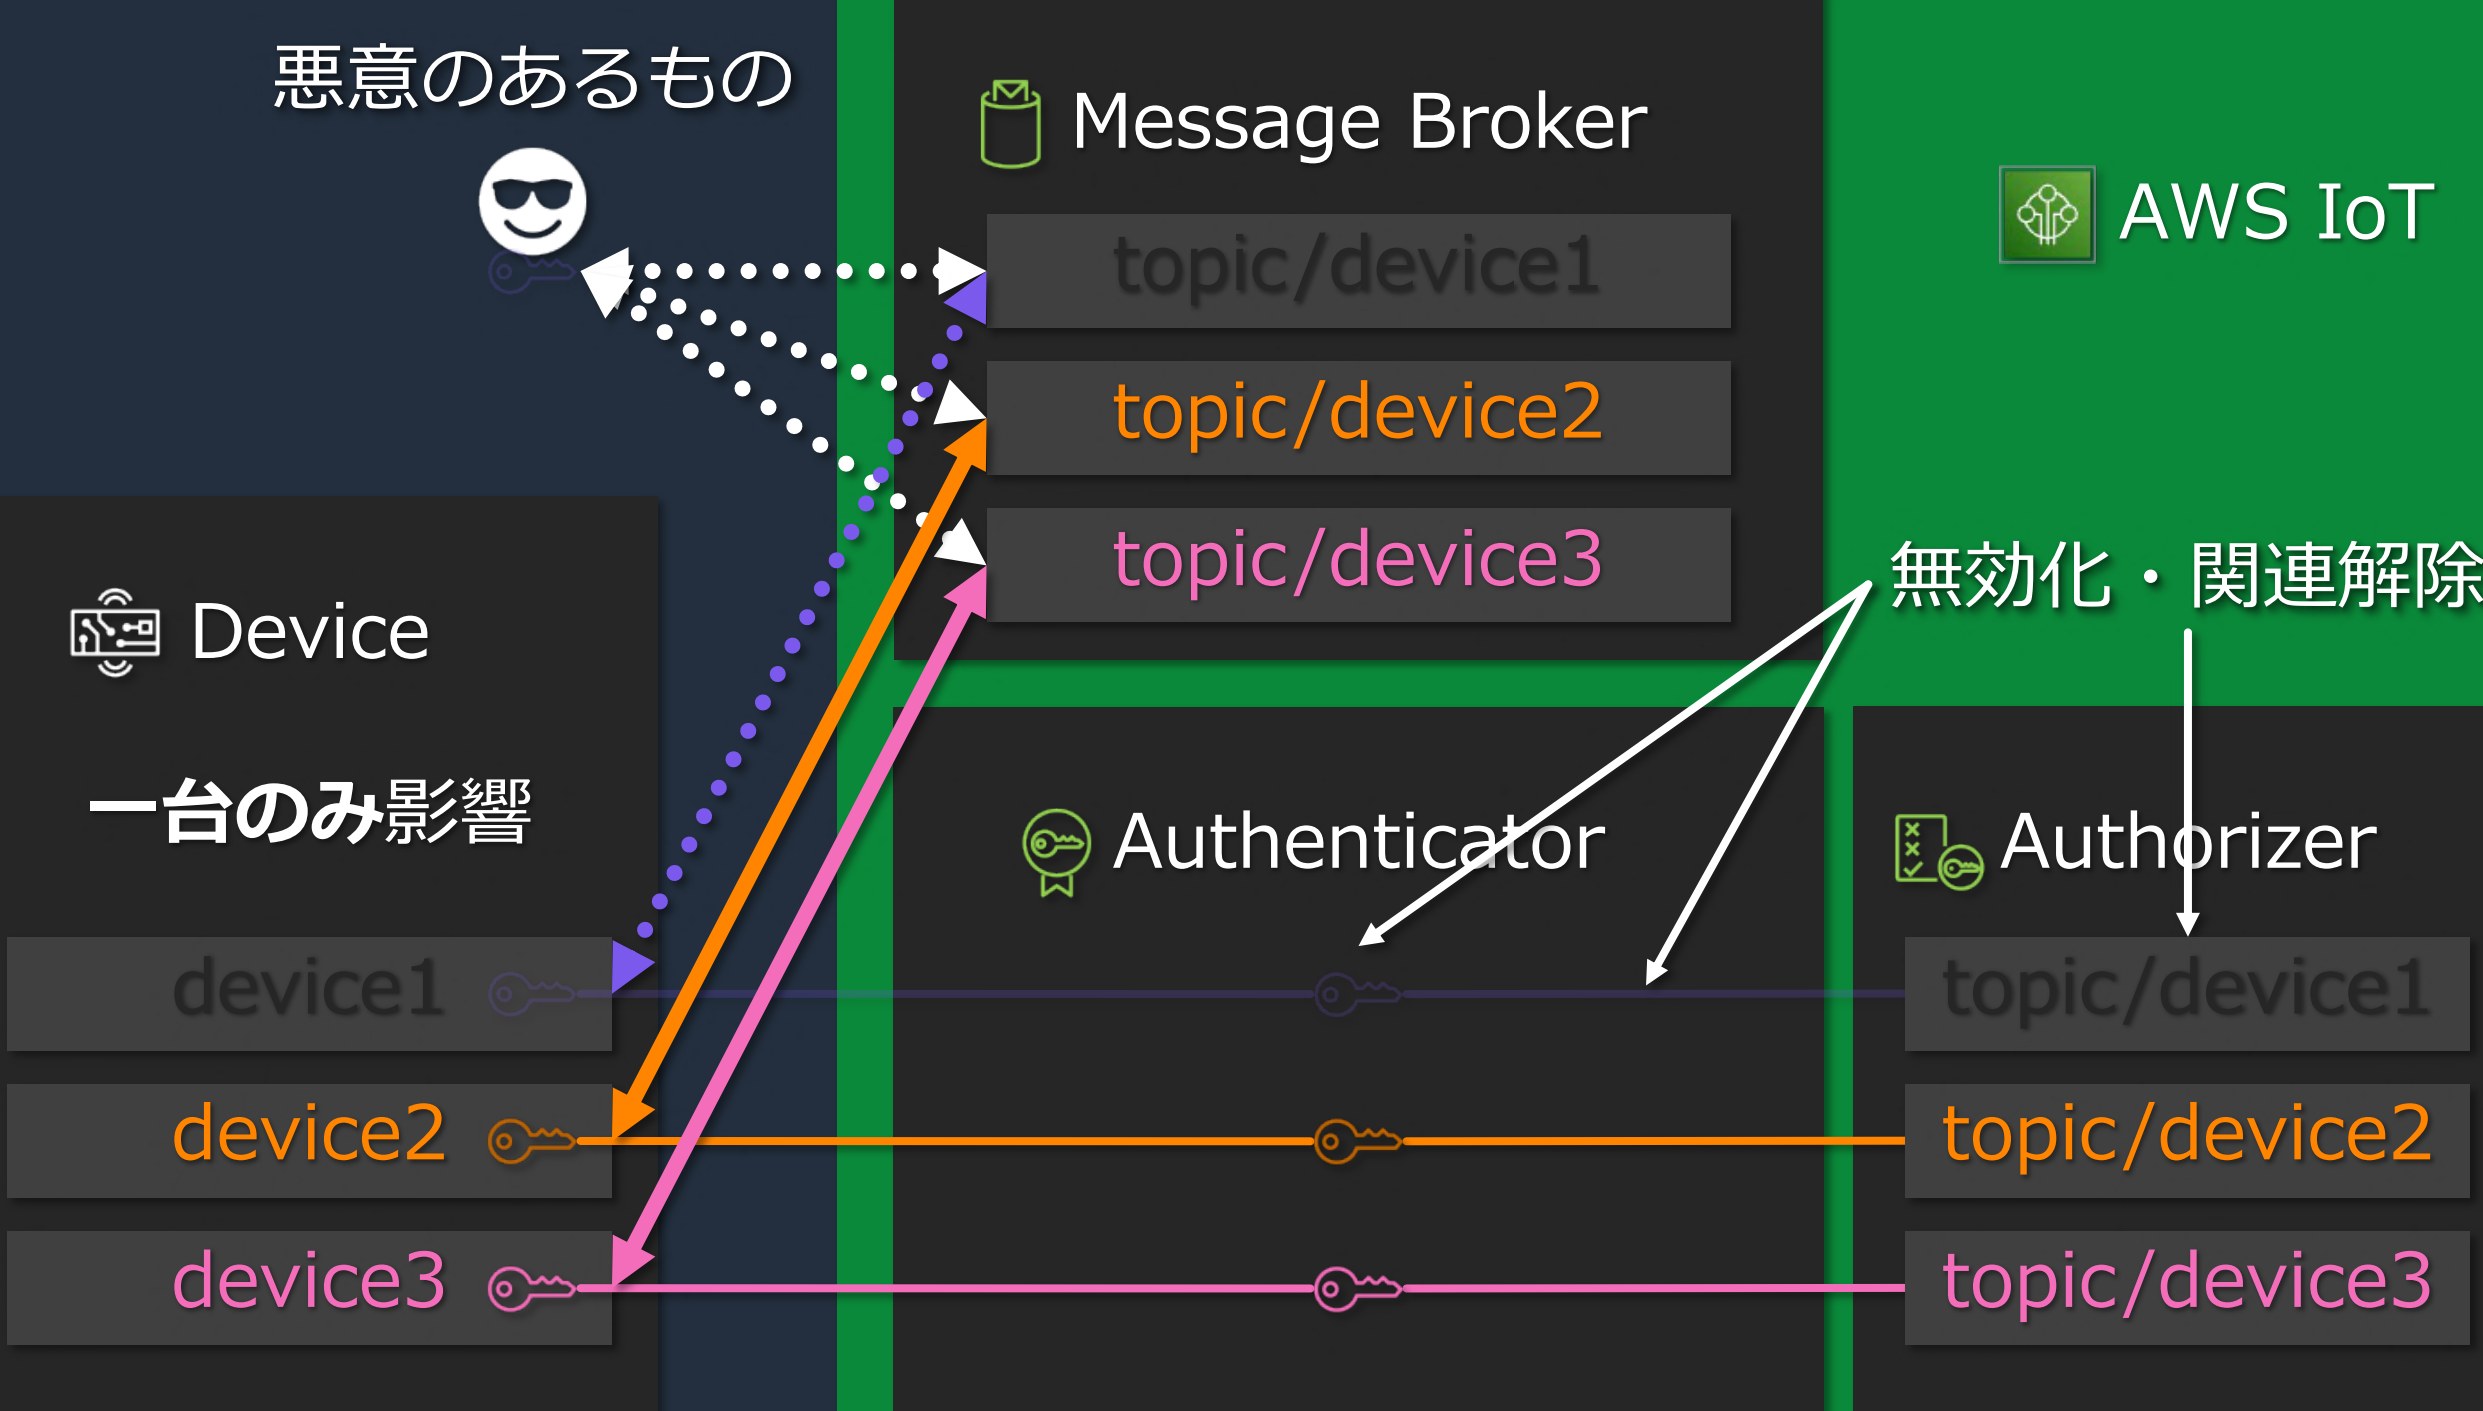 悪意のあるもの
Message Broker
AWS IoT
topic/device1
topic/device2
topic/device3
無効化・関連解除
Device
一台のみ影響
Authenticator
Authorizer
device1
topic/device1
device2
topic/device2
device3
topic/device3